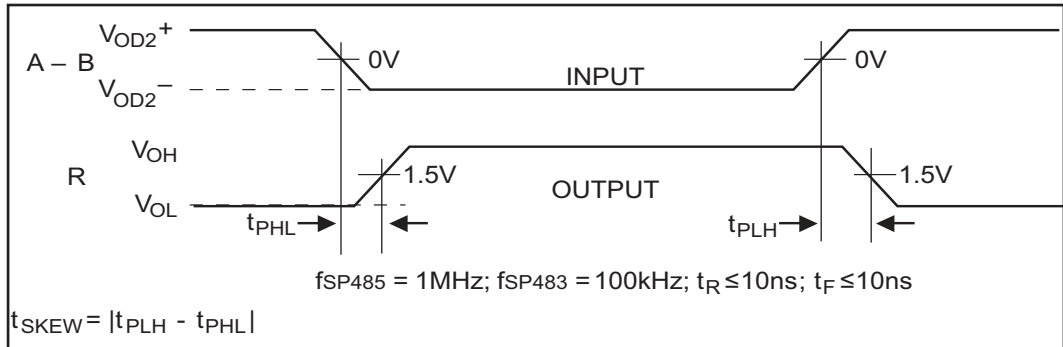 VOD2+
A – B
0V
0V
INPUT
VOD2–
VOH
R
1.5V
1.5V
OUTPUT
VOL
tPHL
tPLH
fSP485 = 1MHz; fSP483 = 100kHz; tR ≤10ns; tF ≤10ns
tSKEW = |tPLH - tPHL|